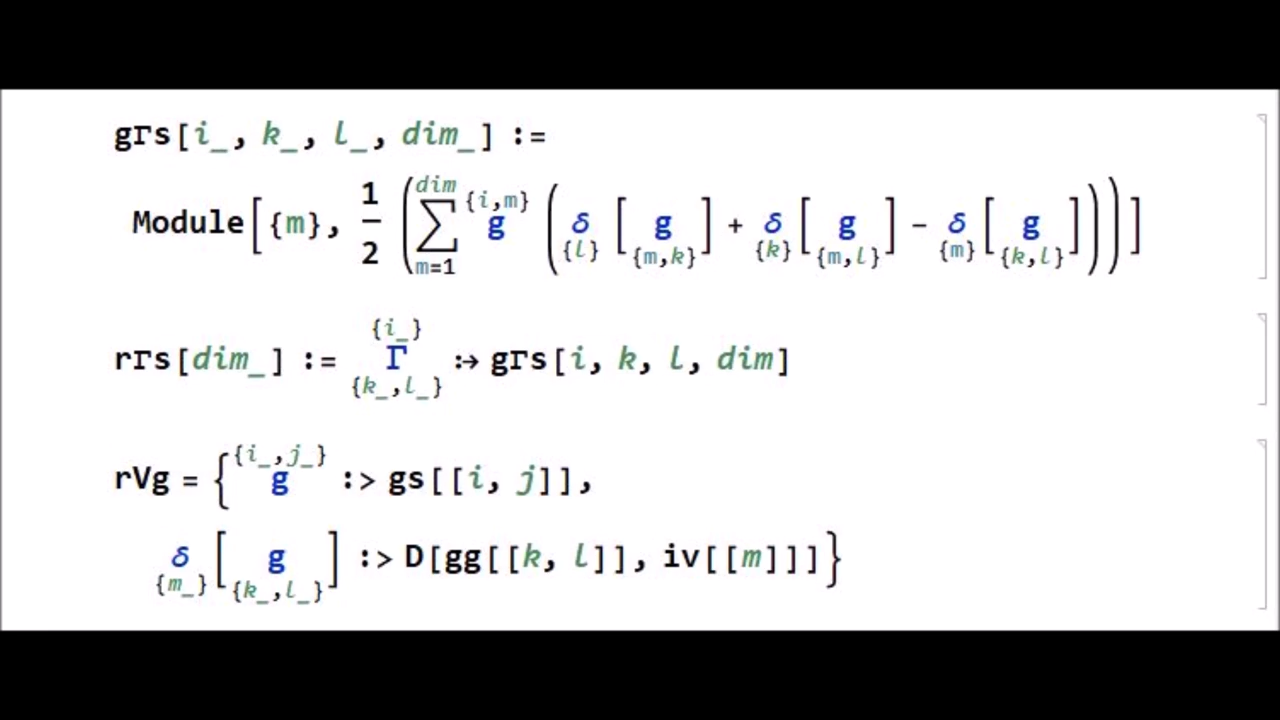 gΓs[i_, k_, l_, dim_] :=
Module[{m}, 1/2 (∑_{m=1}^{dim} g^{i,m} (δ_{l}[g_{m,k}] + δ_{k}[g_{m,l}] - δ_{m}[g_{k,l}]))]
rΓs[dim_] := Γ^{i_}_{k_,l_} :→ gΓs[i, k, l, dim]
rVg = {g^{i_,j_} :> gs[[i, j]],
δ_{m_}[g_{k_,l_}] :> D[gg[[k, l]], iv[[m]]]}